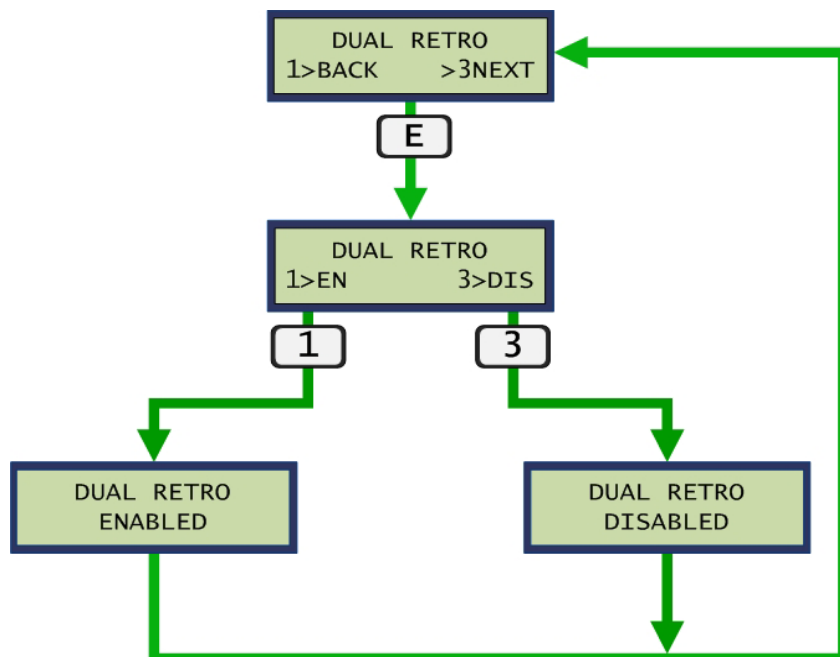 DUAL RETRO
1>BACK >3NEXT
E
DUAL RETRO
1>EN 3>DIS
1
3
DUAL RETRO
ENABLED
DUAL RETRO
DISABLED